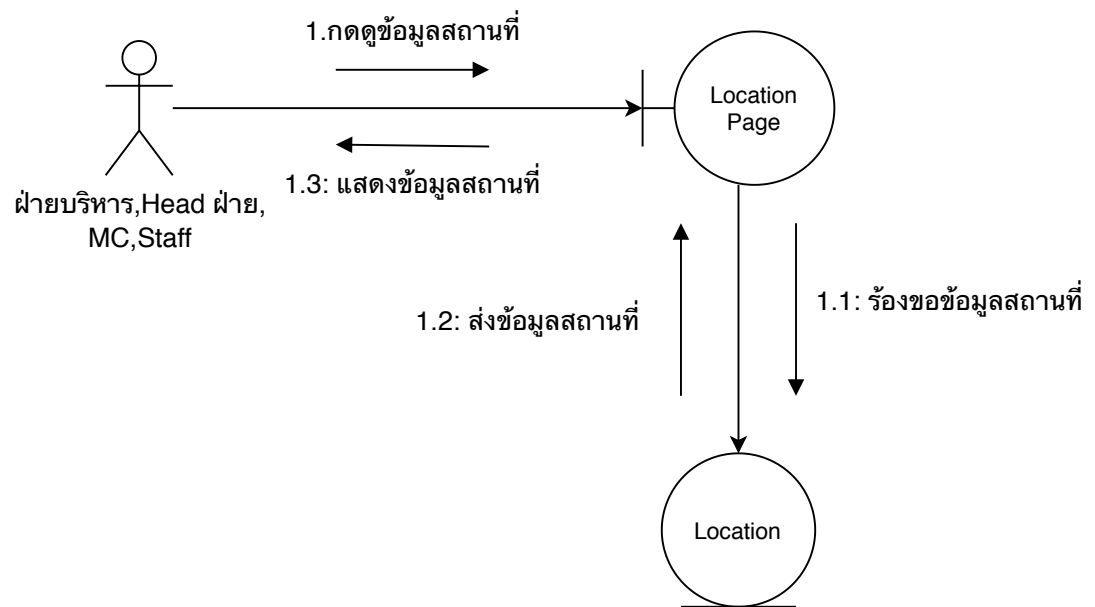 1.กดดูข้อมูลสถานที่
Location
Page
1.3: แสดงข้อมูลสถานที่
ฝ่ายบริหาร,Head ฝ่าย,
MC,Staff
1.2: ส่งข้อมูลสถานที่
1.1: ร้องขอข้อมูลสถานที่
Location